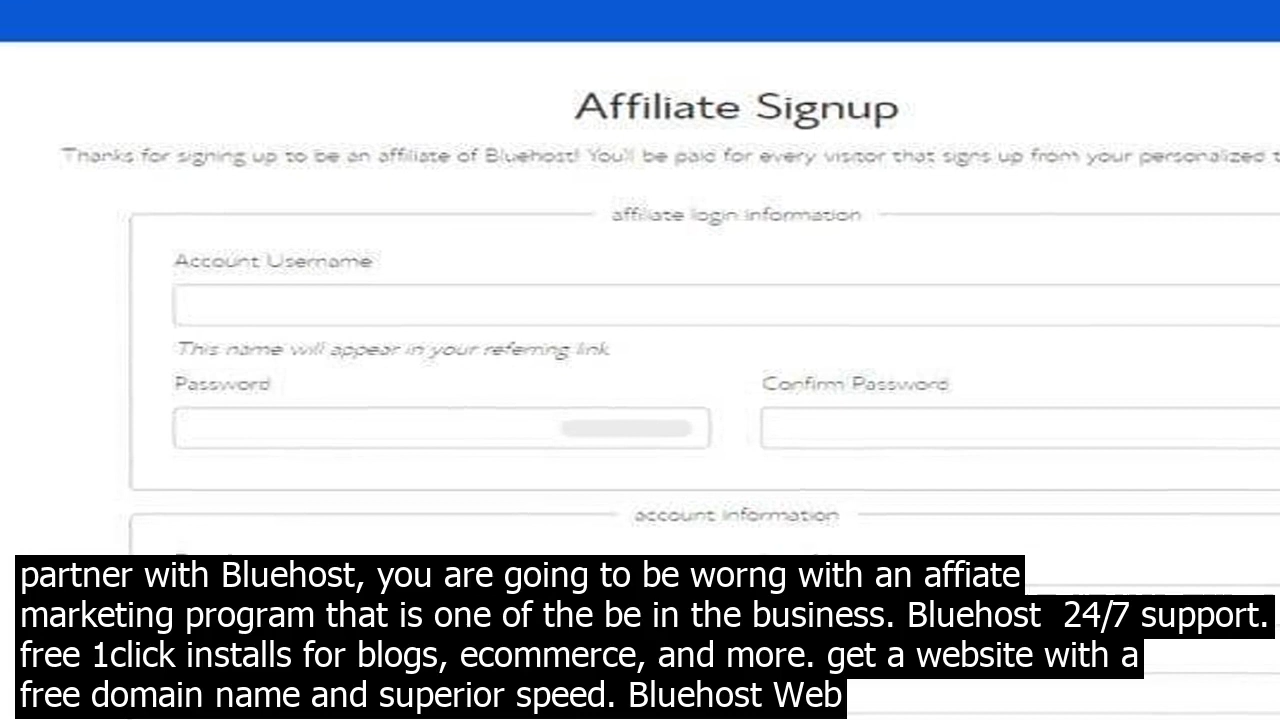 Affiliate Signup
Thanks for signing up to be an affiliate of Bluehost! You'll be paid for every visitor that signs up from your personalized
affiliate login information
Account Username
This name will appear in your referring link
Password Confirm Password
account information
partner with Bluehost, you are going to be worng with an affiate
marketing program that is one of the be in the business. Bluehost 24/7 support.
free 1click installs for blogs, ecommerce, and more. get a website with a
free domain name and superior speed. Bluehost Web